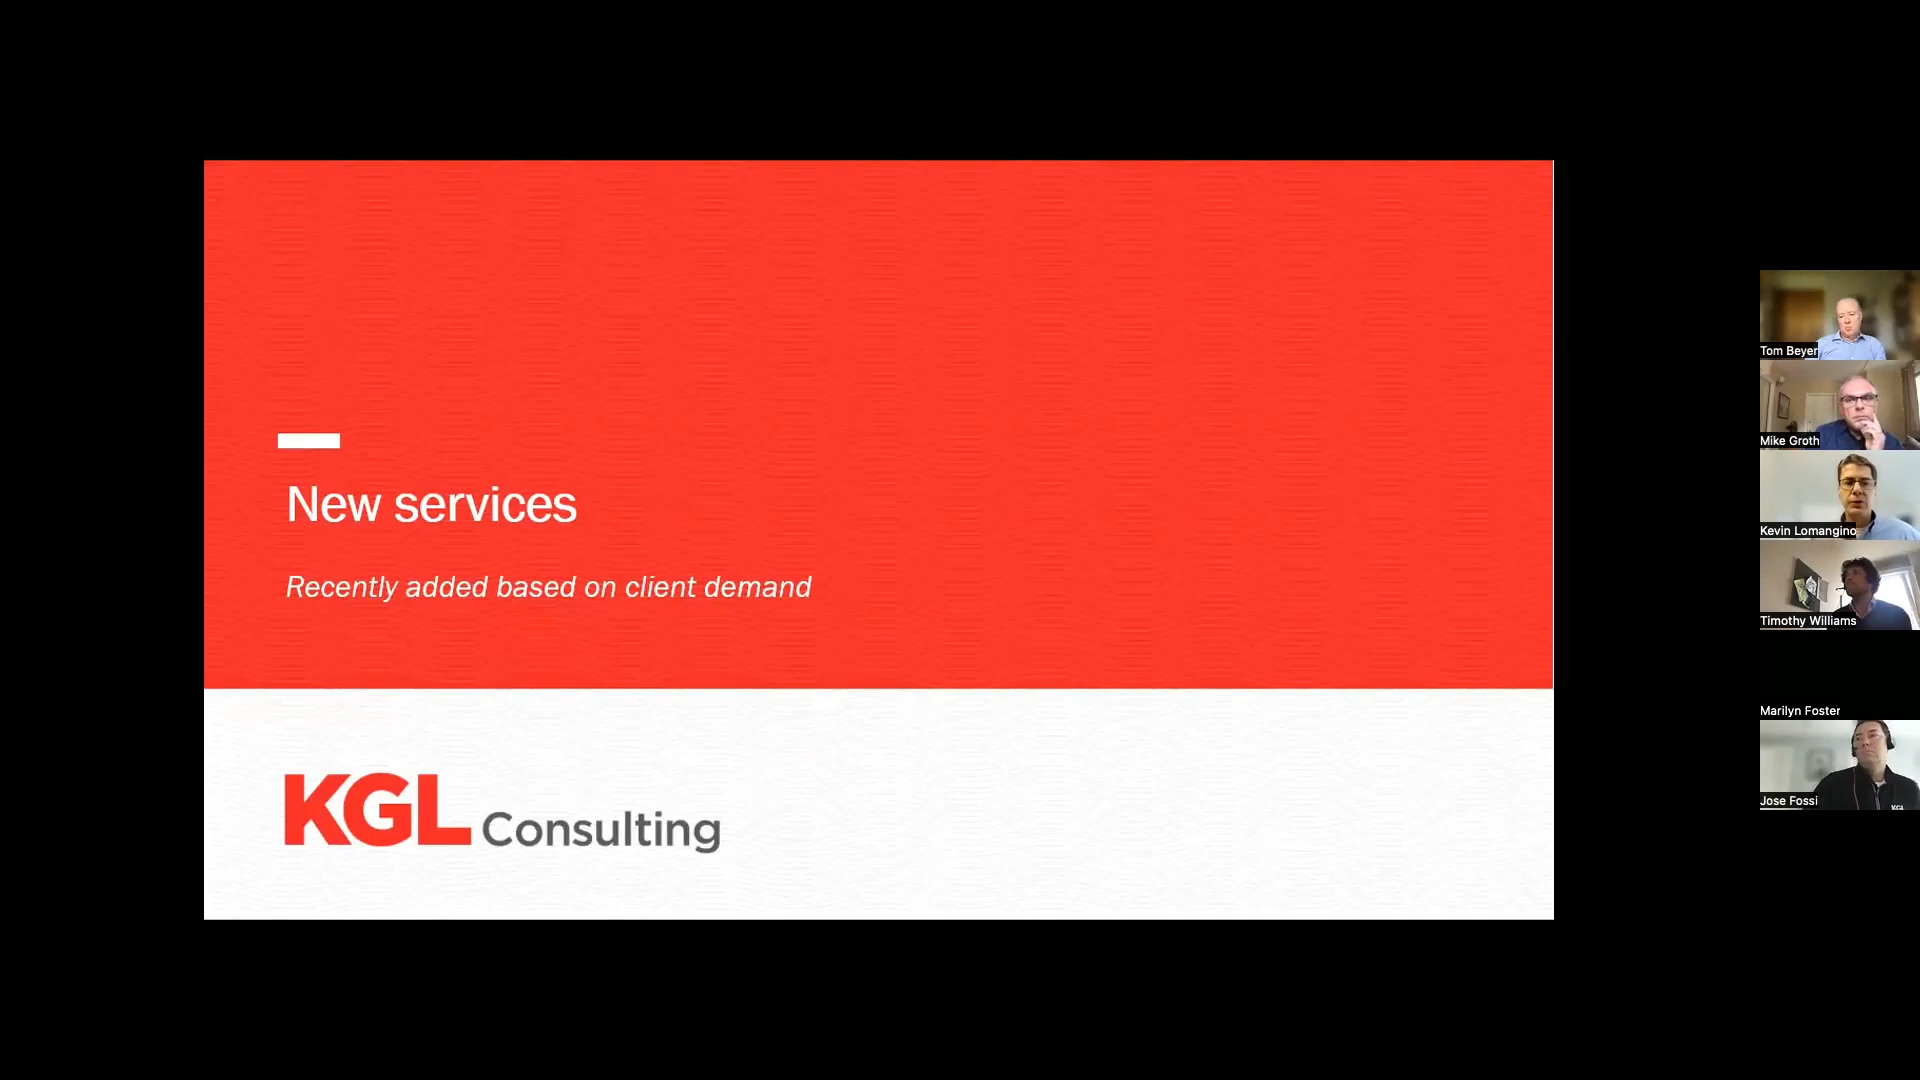 New services
Recently added based on client demand
KGL Consulting
Tom Beyer
Mike Groth
Kevin Lomangino
Timothy Williams
Marilyn Foster
Jose Fossi
KGL